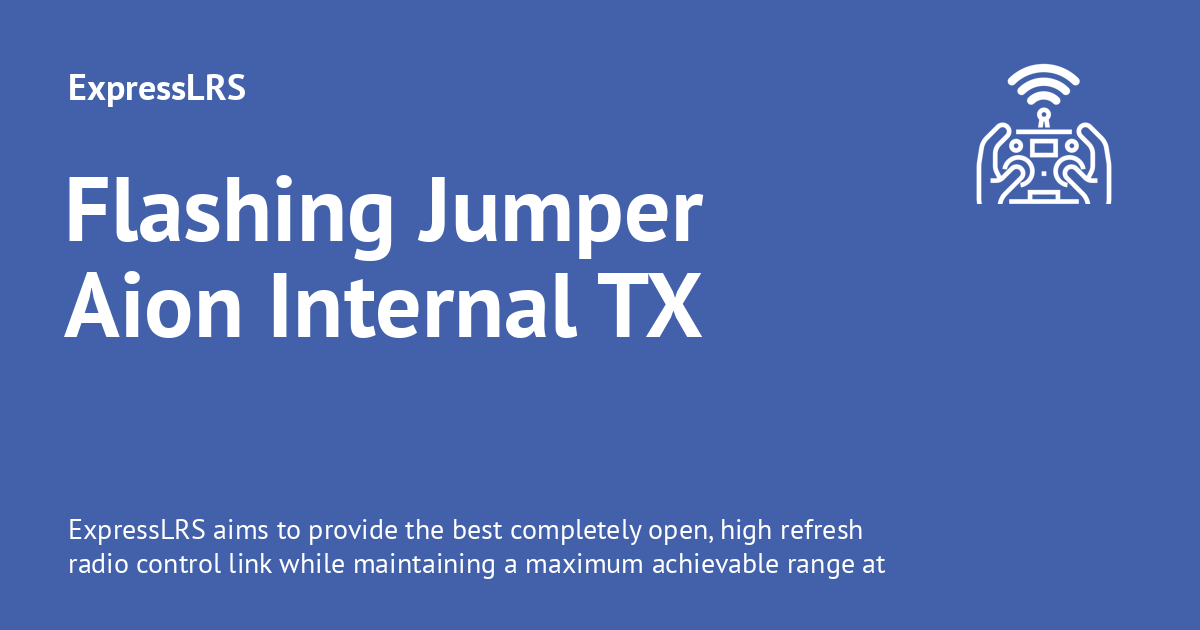 ExpressLRS
Flashing Jumper
Aion Internal TX
ExpressLRS aims to provide the best completely open, high refresh
radio control link while maintaining a maximum achievable range at